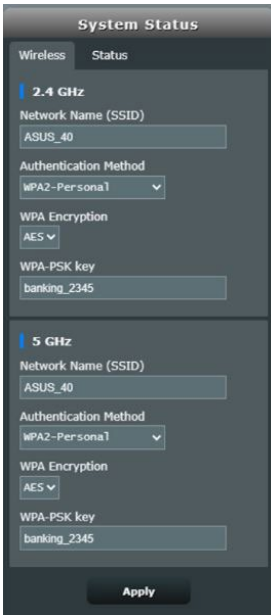 System Status
Wireless Status
2.4 GHz
Network Name (SSID)
ASUS_40
Authentication Method
WPA2-Personal
WPA Encryption
AES
WPA-PSK key
banking_2345
5 GHz
Network Name (SSID)
ASUS_40
Authentication Method
WPA2-Personal
WPA Encryption
AES
WPA-PSK key
banking_2345
Apply